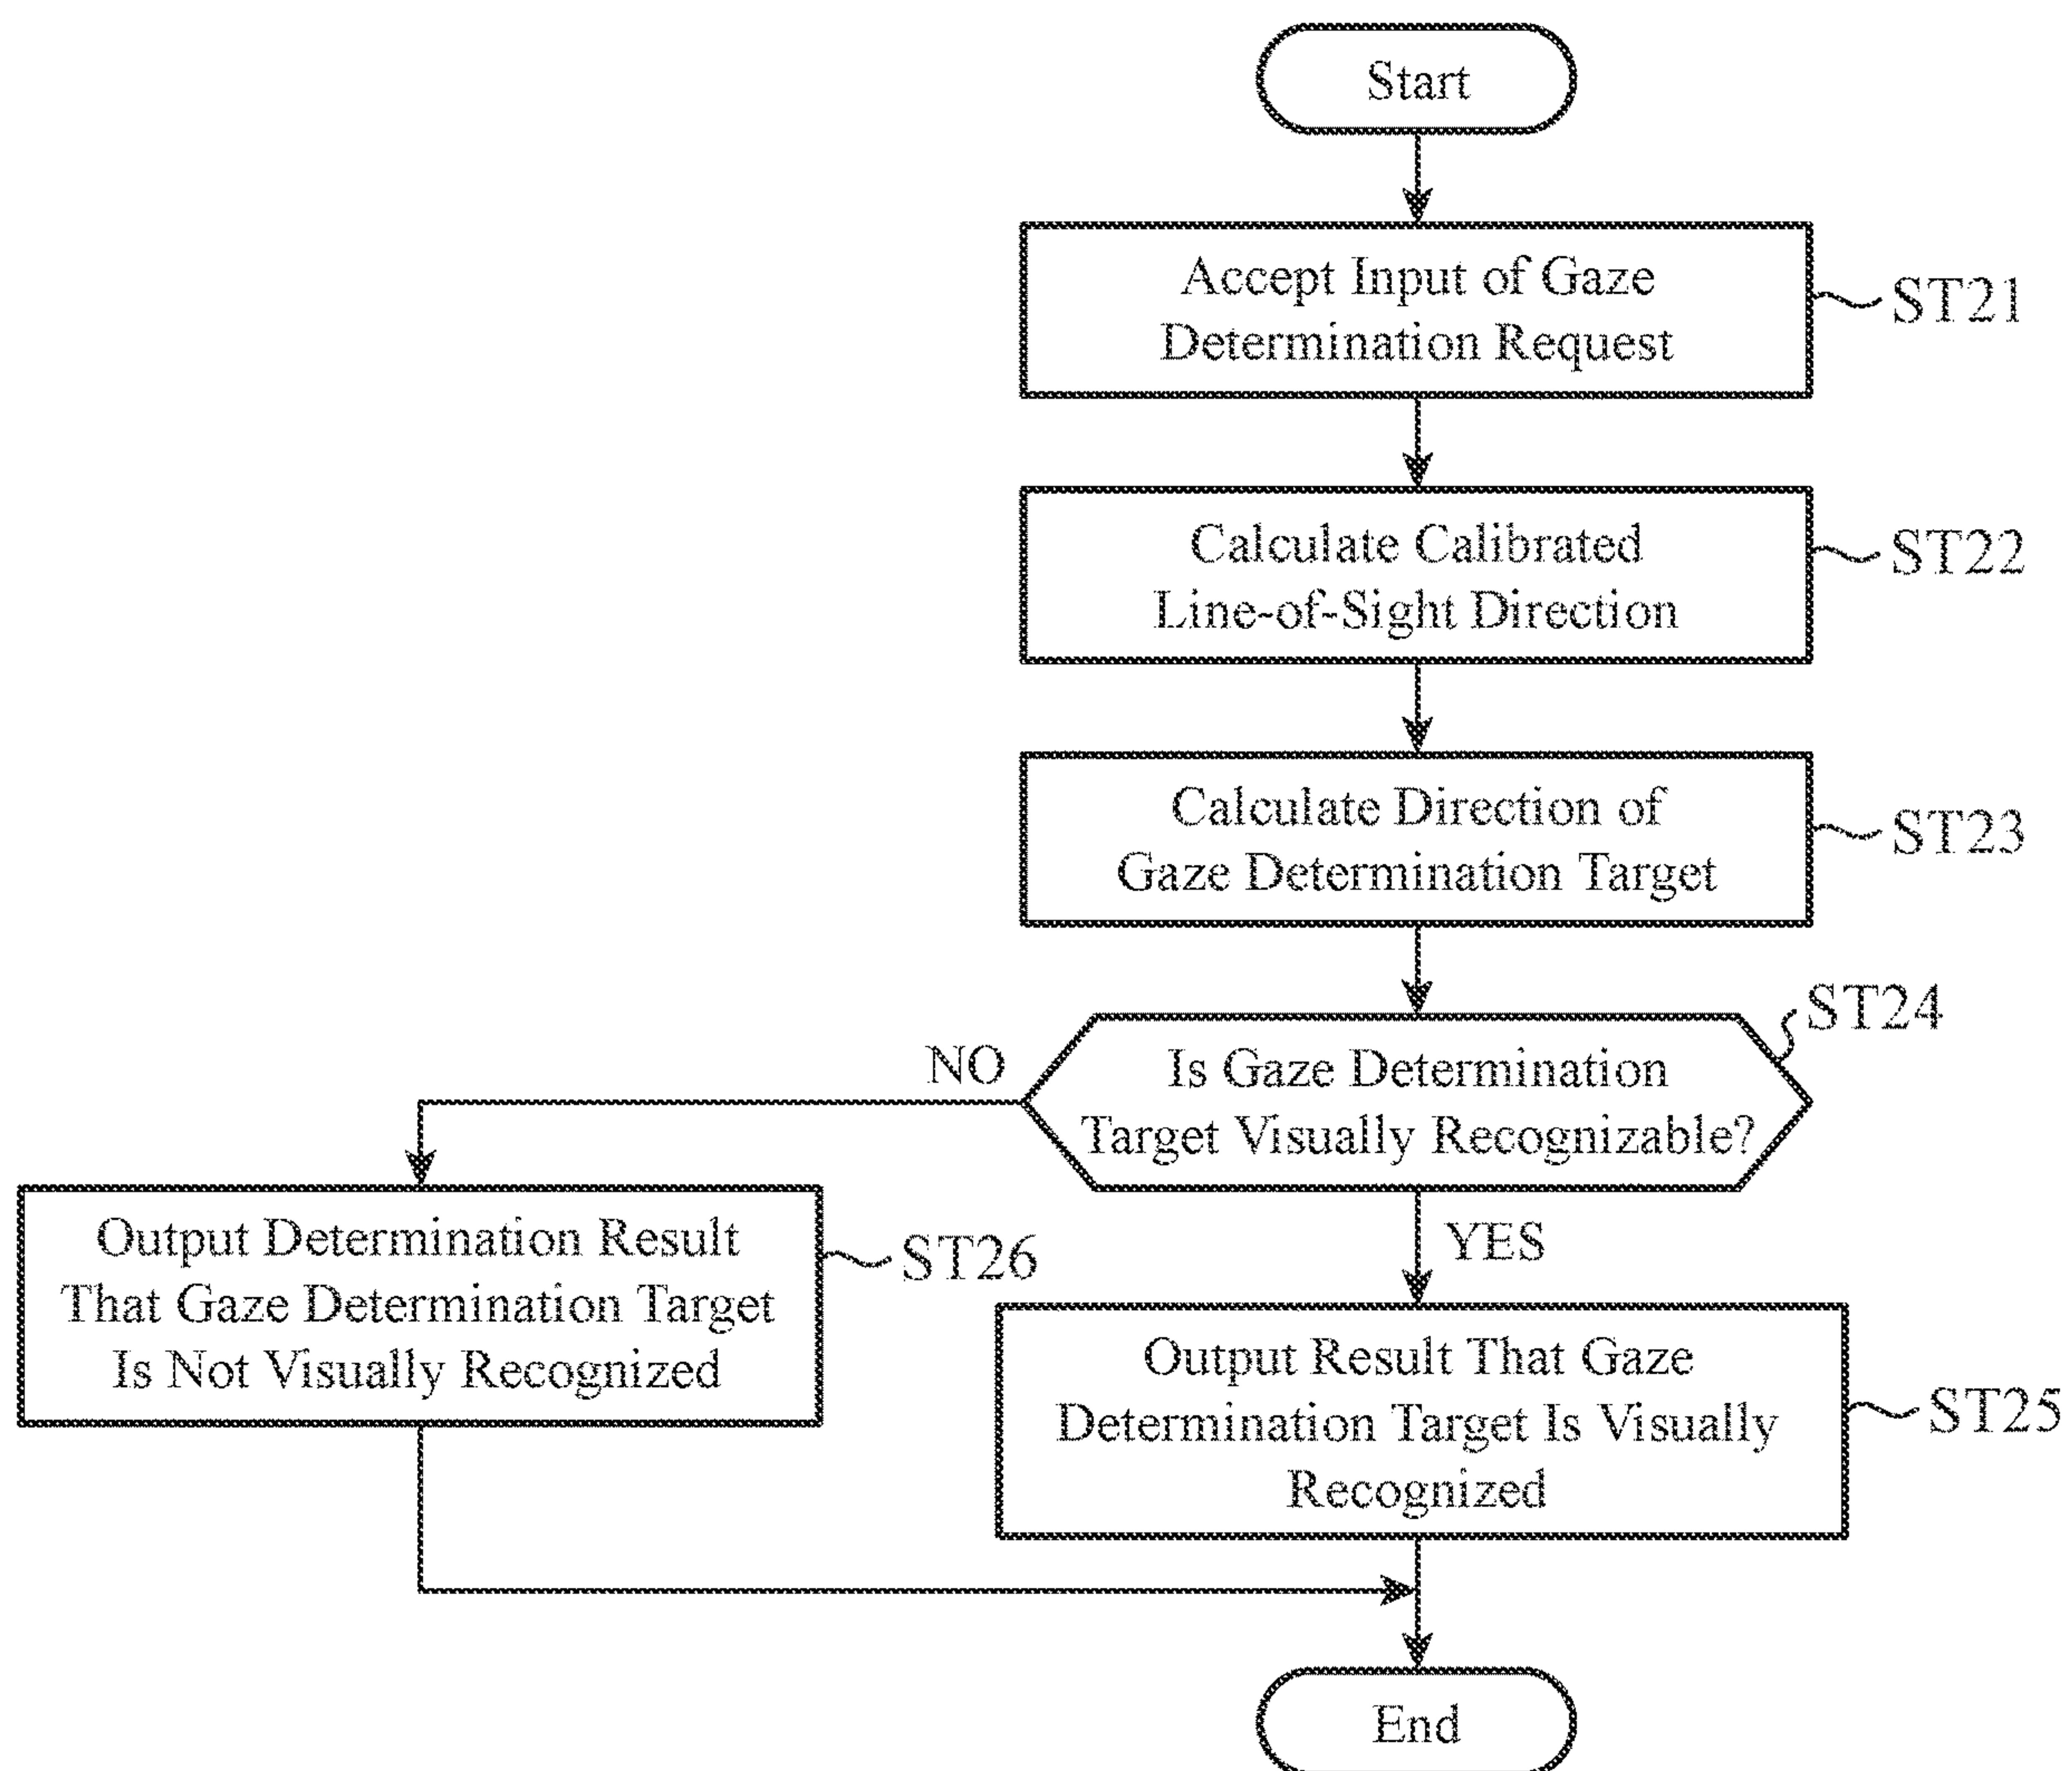 Start
Accept Input of Gaze
Determination Request
ST21
Calculate Calibrated
Line-of-Sight Direction
ST22
Calculate Direction of
Gaze Determination Target
ST23
ST24
NO
Is Gaze Determination
Target Visually Recognizable?
Output Determination Result
That Gaze Determination Target
Is Not Visually Recognized
ST26
YES
Output Result That Gaze
Determination Target Is Visually
Recognized
ST25
End